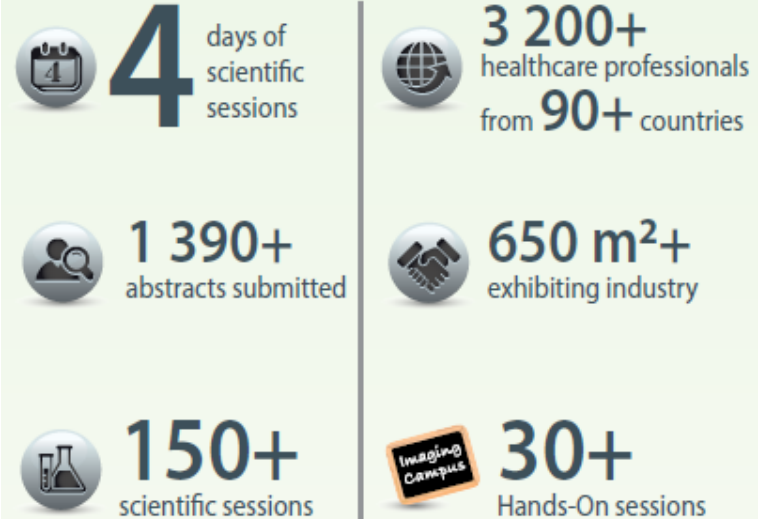 4
4
days of
scientific
sessions
1 390+
abstracts submitted
150+
scientific sessions
3 200+
healthcare professionals
from 90+ countries
650 m²+
exhibiting industry
Imaging
Campus
30+
Hands-On sessions